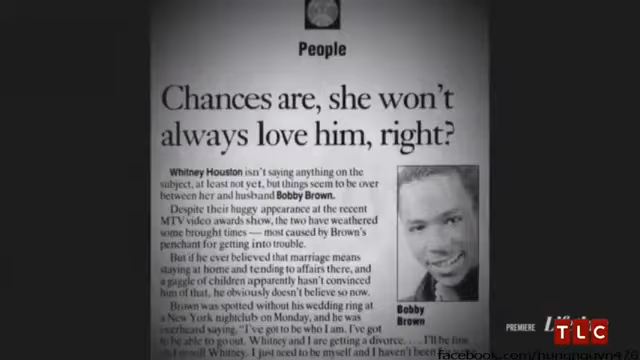 People
Chances are, she won't
always love him, right?
Whitney Houston isn't saying anything on the
subject, at least not yet, but things seem to be over
between her and husband Bobby Brown.
Despite their huggy appearance at the recent
MTV video awards show, the two have weathered
some brought times — most caused by Brown's
penchant for getting into trouble.
But if he ever believed that marriage means
staying at home and tending to affairs there, and
a gaggle of children apparently hasn't convinced
him of that, he obviously doesn't believe so now.
Brown was spotted without his wedding ring at
a New York nightclub on Monday, and he was
overheard saying, "I've got to be who I am. I've got
to be able to go out. Whitney and I are getting a divorce. . . . I'll be first
Whitney. I just need to be myself and I haven't been
Bobby
Brown
PREMIERE
TLC